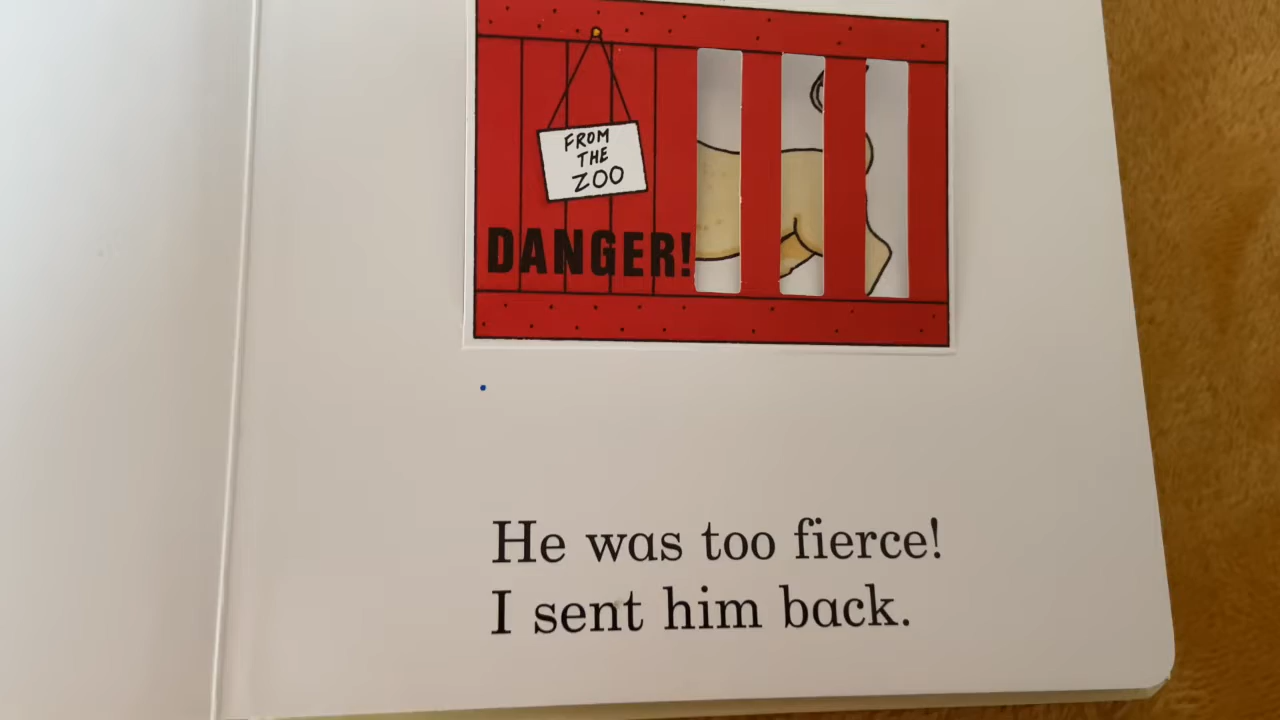 FROM
THE
ZOO
DANGER!
He was too fierce!
I sent him back.